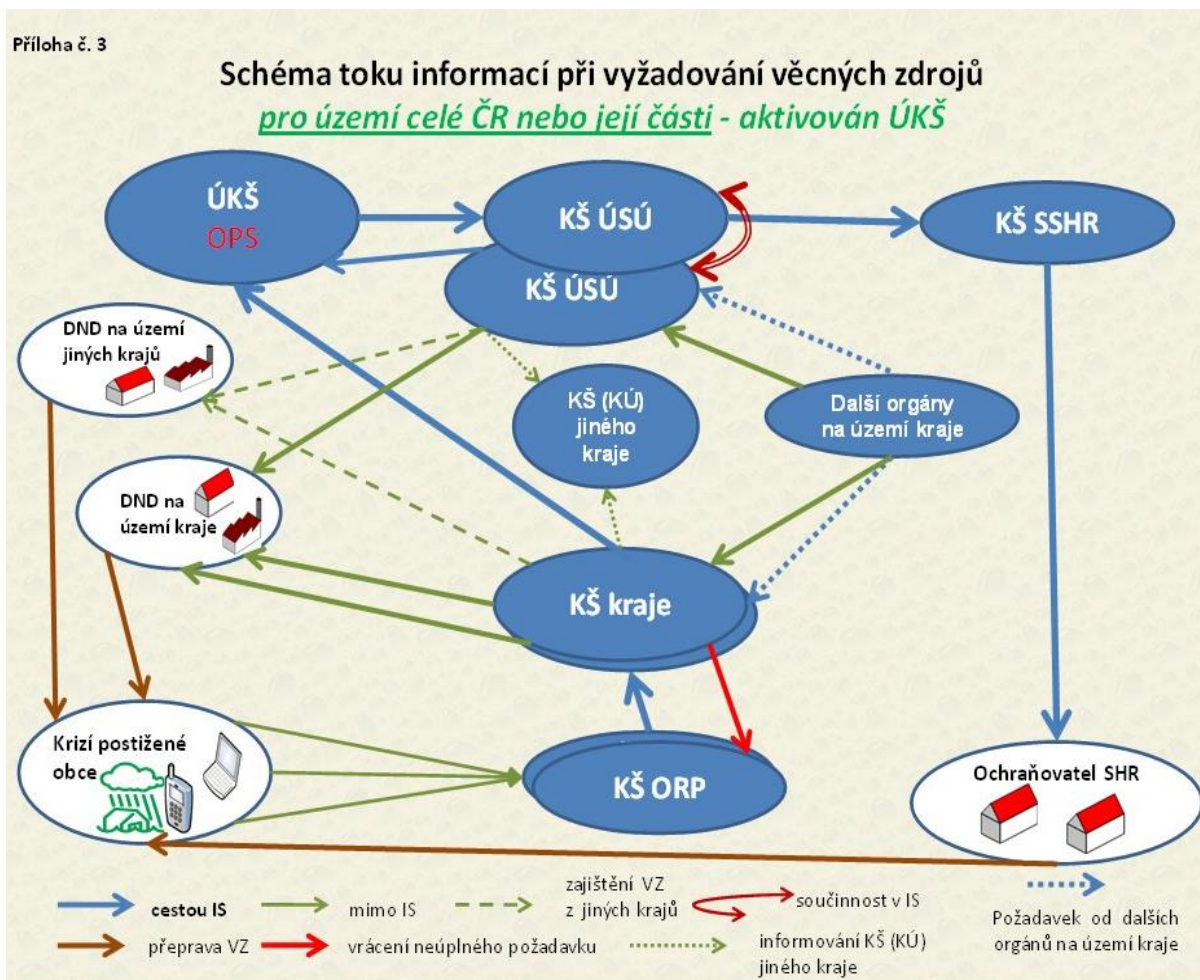 Příloha č. 3
Schéma toku informací při vyžadování věcných zdrojů
pro území celé ČR nebo její části - aktivován ÚKŠ
ÚKŠ
OPS
KŠ ÚSÚ
KŠ SSHR
KŠ ÚSÚ
DND na území
jiných krajů
KŠ (KÚ)
jiného
kraje
Další orgány
na území kraje
DND na
území kraje
KŠ kraje
Krizí postižené
obce
KŠ ORP
Ochraňovatel SHR
cestou IS
mimo IS
zajištění VZ
z jiných krajů
součinnost v IS
Požadavek od dalších
orgánů na území kraje
přeprava VZ
vrácení neúplného požadavku
informování KŠ (KÚ)
jiného kraje